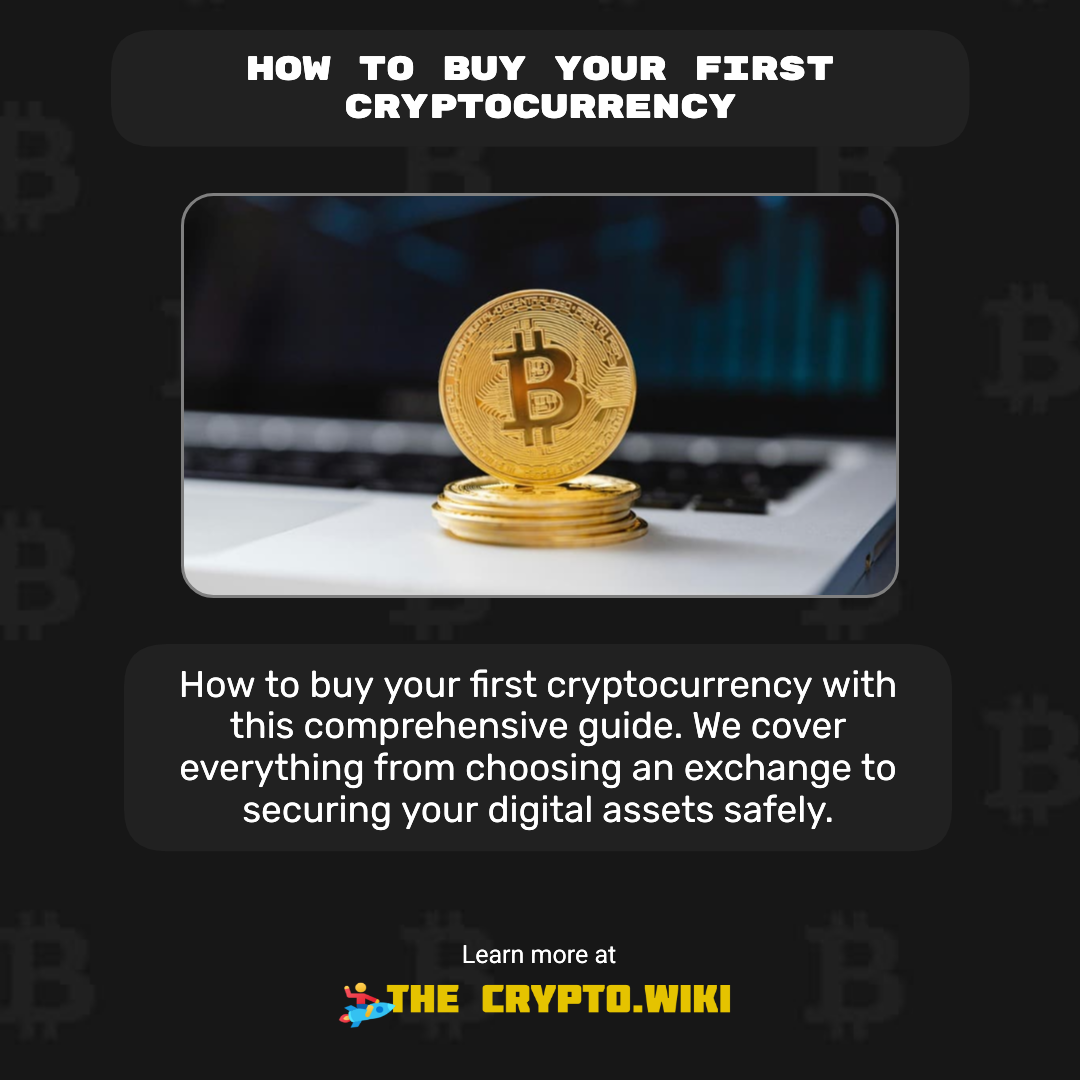 HOW TO BUY YOUR FIRST
CRYPTOCURRENCY
DECENTRALIZED
How to buy your first cryptocurrency with
this comprehensive guide. We cover
everything from choosing an exchange to
securing your digital assets safely.
Learn more at
THE CRYPTO.WIKI